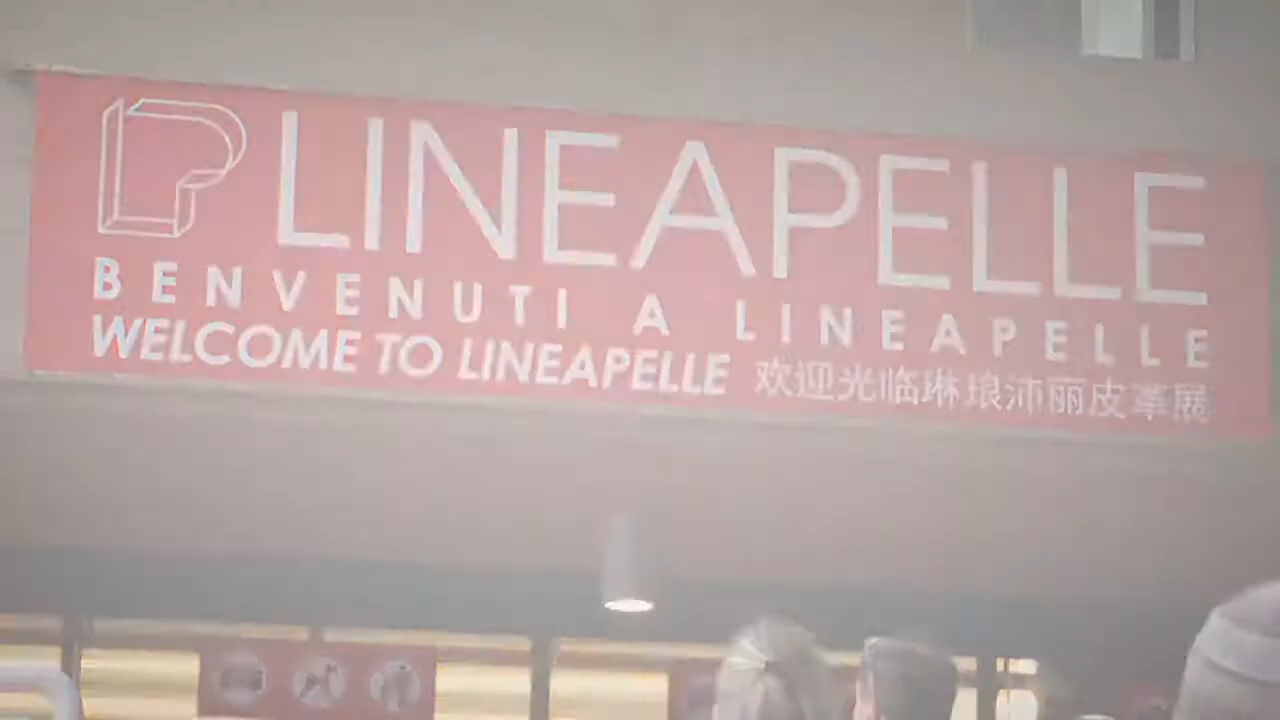 LINEAPELLE
BENVENUTI A LINEAPELLE
WELCOME TO LINEAPELLE 欢迎光临琳琅沛丽皮革展